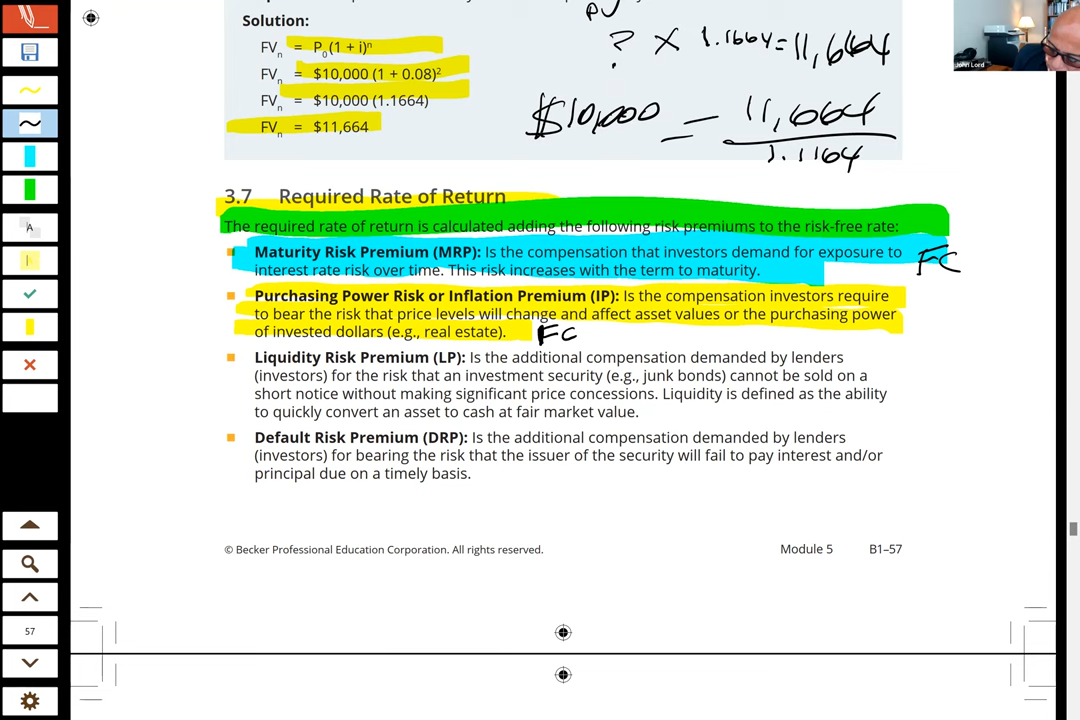 PV
Solution:
FVn = P0(1 + i)n
? × 1.1664 = 11,664
FVn = $10,000 (1 + 0.08)2
FVn = $10,000 (1.1664)
$10,000 = 11,664
1.1164
FVn = $11,664
3.7 Required Rate of Return
The required rate of return is calculated adding the following risk premiums to the risk-free rate:
Maturity Risk Premium (MRP): Is the compensation that investors demand for exposure to
interest rate risk over time. This risk increases with the term to maturity.
FC
Purchasing Power Risk or Inflation Premium (IP): Is the compensation investors require
to bear the risk that price levels will change and affect asset values or the purchasing power
of invested dollars (e.g., real estate). FC
Liquidity Risk Premium (LP): Is the additional compensation demanded by lenders
(investors) for the risk that an investment security (e.g., junk bonds) cannot be sold on a
short notice without making significant price concessions. Liquidity is defined as the ability
to quickly convert an asset to cash at fair market value.
Default Risk Premium (DRP): Is the additional compensation demanded by lenders
(investors) for bearing the risk that the issuer of the security will fail to pay interest and/or
principal due on a timely basis.
© Becker Professional Education Corporation. All rights reserved.
Module 5 B1–57
A
57
John Lord